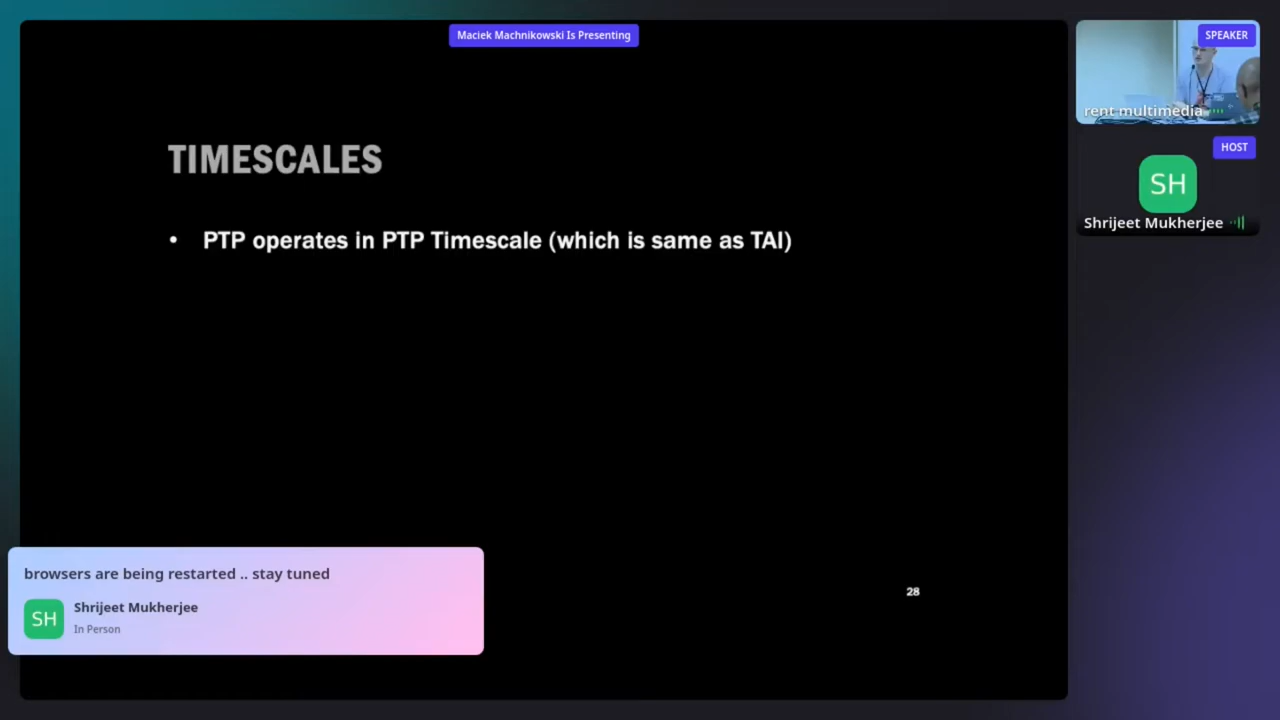 Maciek Machnikowski Is Presenting
SPEAKER
rent multimedia
HOST
SH
Shrijeet Mukherjee
TIMESCALES
• PTP operates in PTP Timescale (which is same as TAI)
28
browsers are being restarted .. stay tuned
SH
Shrijeet Mukherjee
In Person